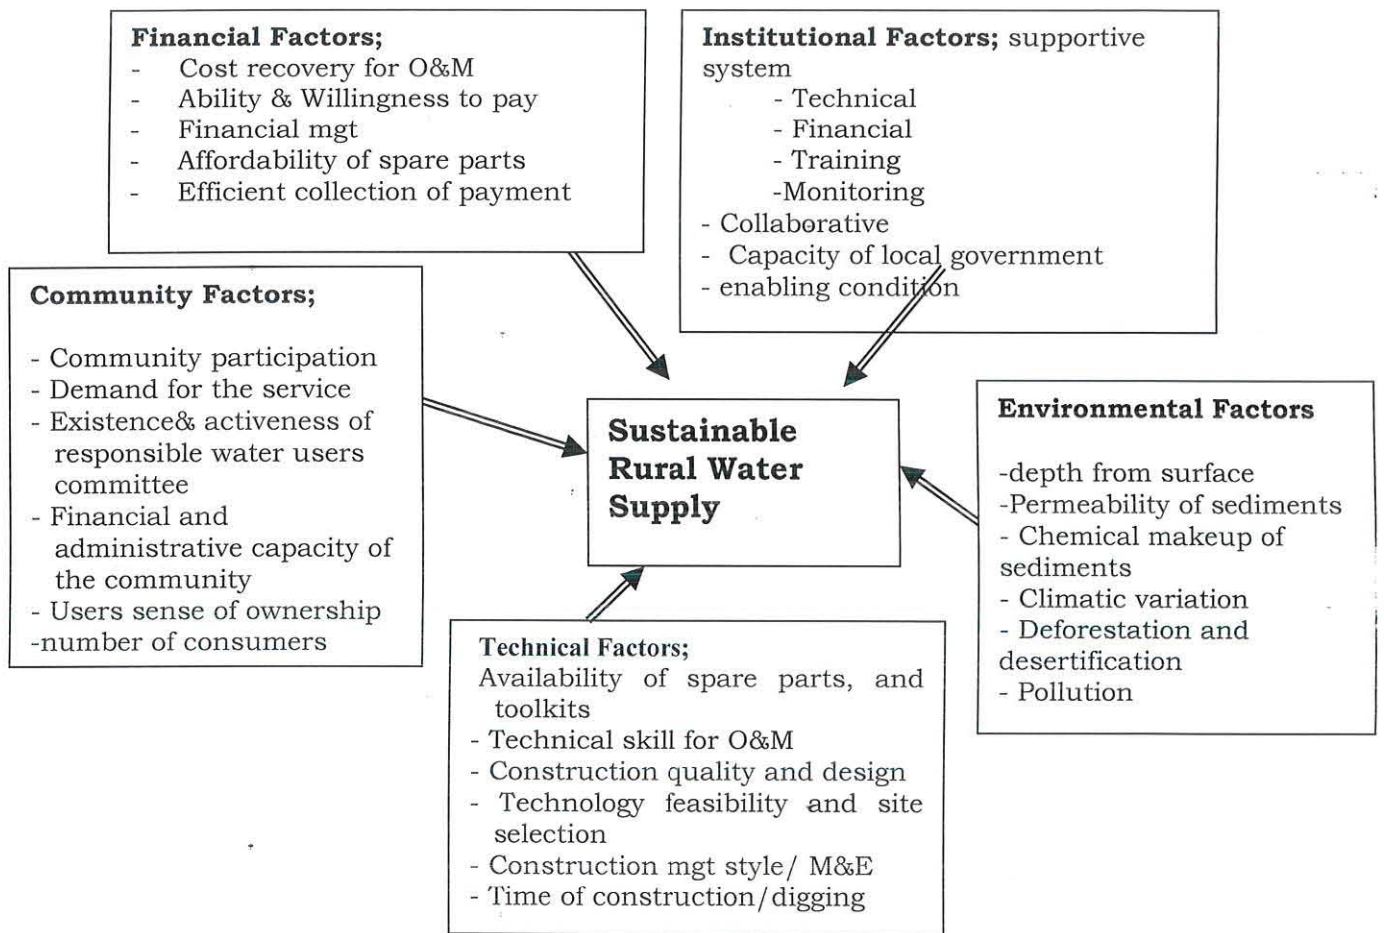 Financial Factors;
- Cost recovery for O&M
- Ability & Willingness to pay
- Financial mgt
- Affordability of spare parts
- Efficient collection of payment
Institutional Factors; supportive
system
- Technical
- Financial
- Training
-Monitoring
- Collaborative
- Capacity of local government
- enabling condition
Community Factors;
- Community participation
- Demand for the service
- Existence& activeness of
responsible water users
committee
- Financial and
administrative capacity of
the community
- Users sense of ownership
-number of consumers
Sustainable
Rural Water
Supply
Environmental Factors
-depth from surface
-Permeability of sediments
- Chemical makeup of
sediments
- Climatic variation
- Deforestation and
desertification
- Pollution
Technical Factors;
Availability of spare parts, and
toolkits
- Technical skill for O&M
- Construction quality and design
- Technology feasibility and site
selection
- Construction mgt style/ M&E
- Time of construction/digging